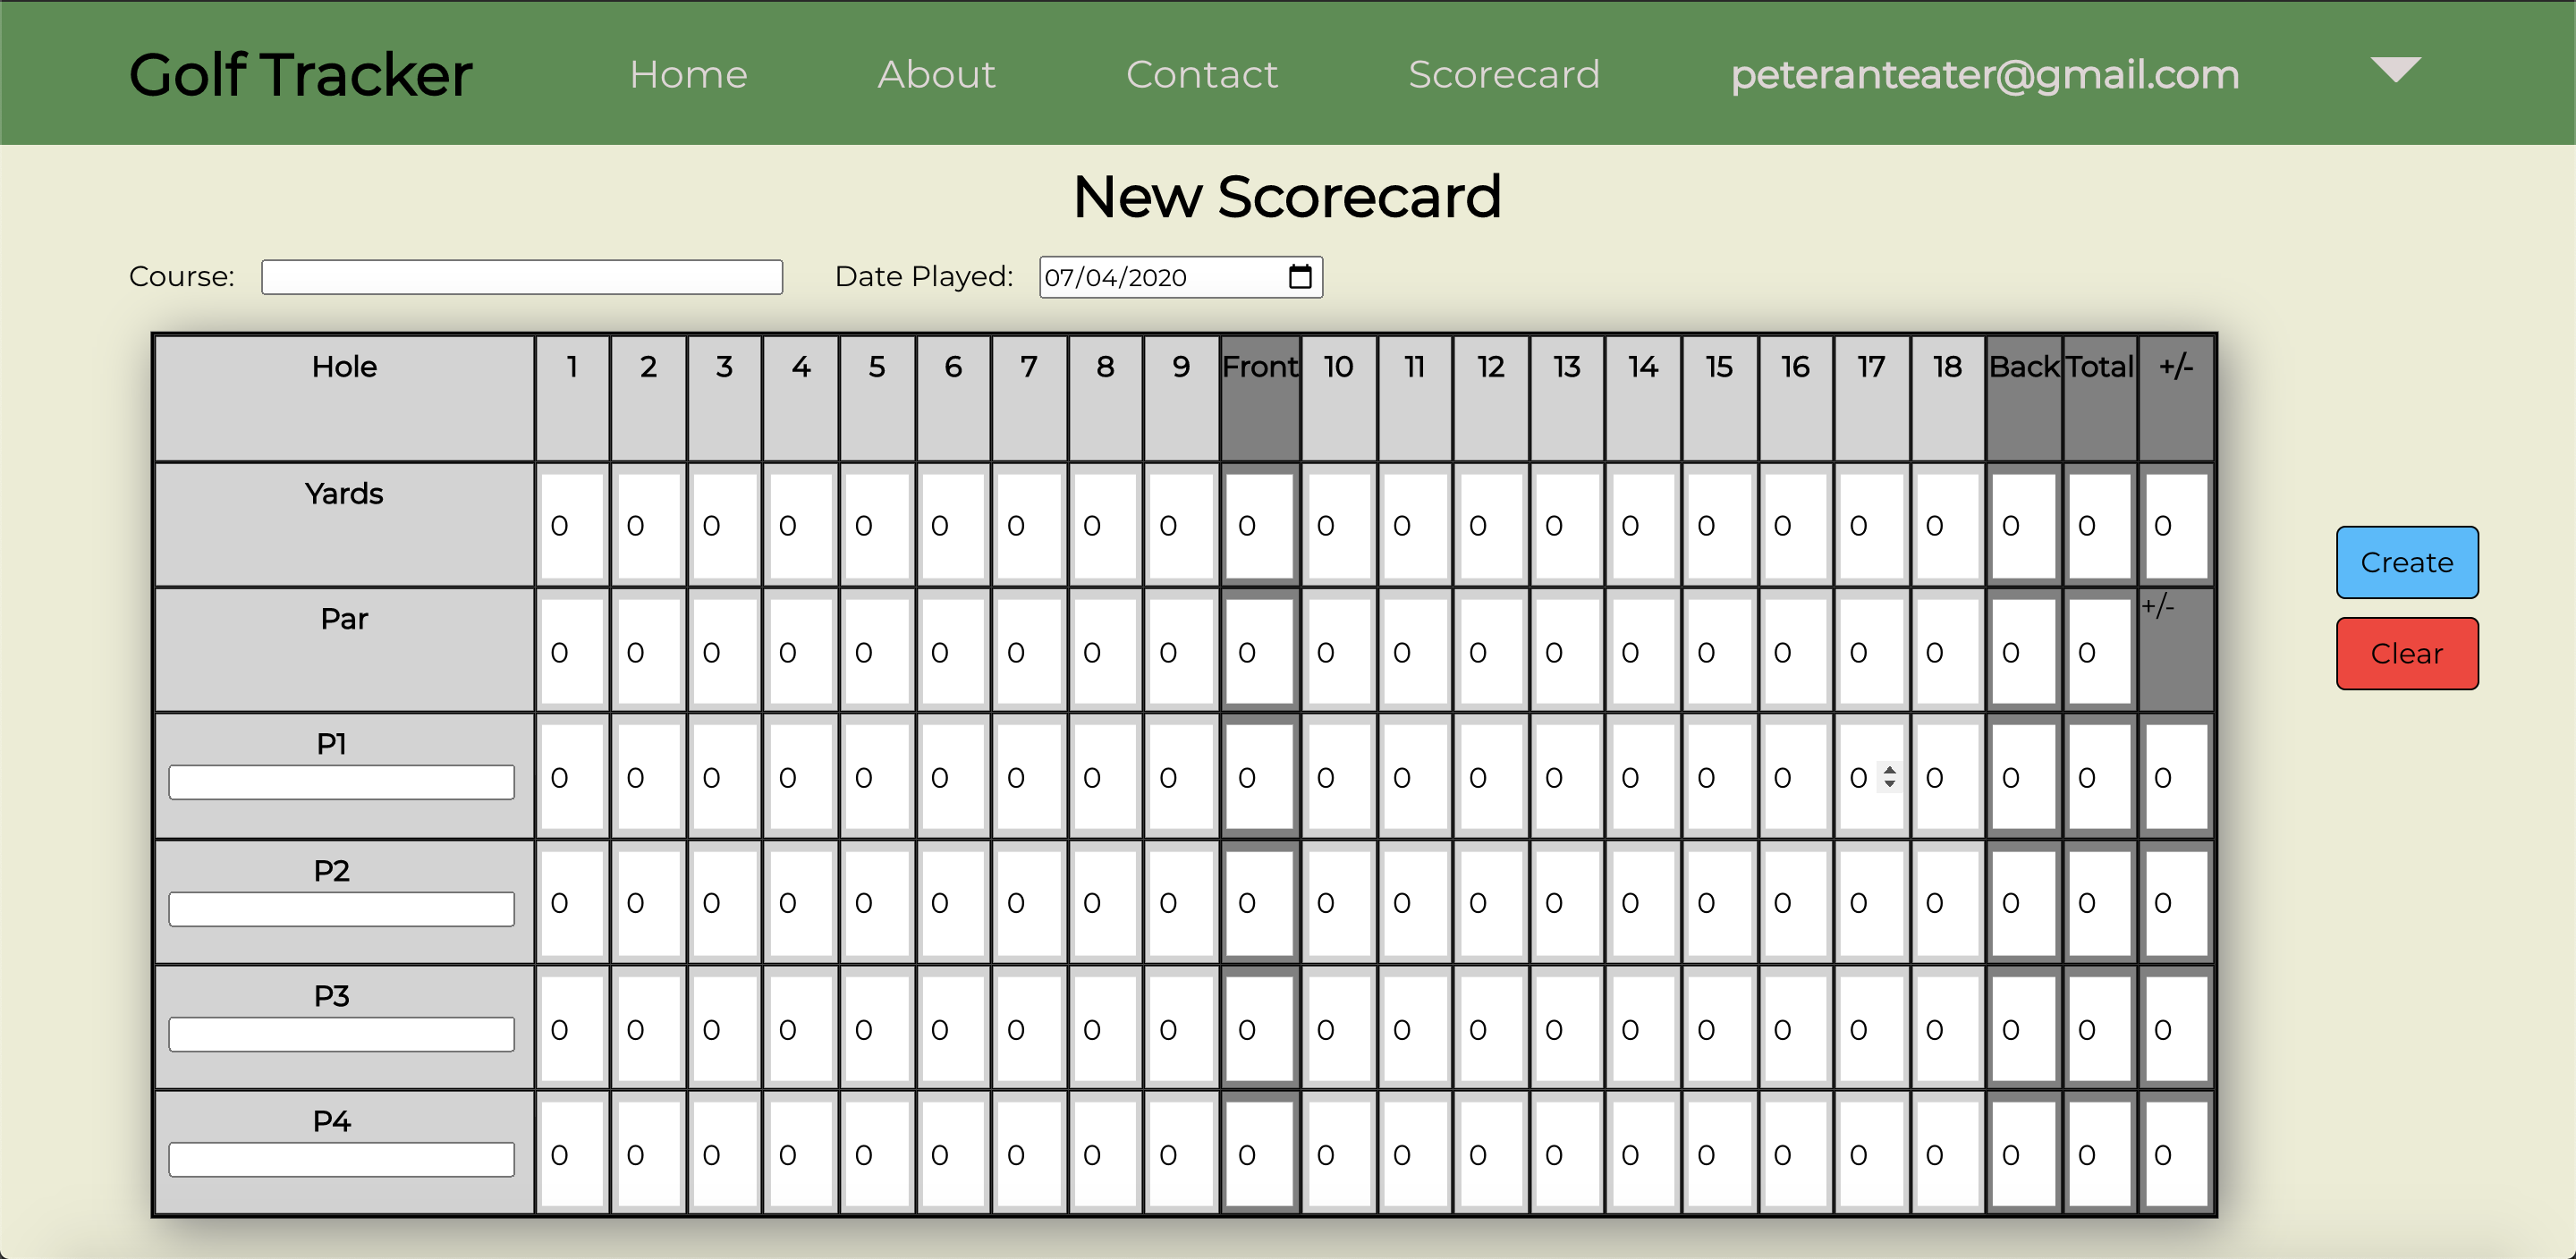 Golf Tracker Home About Contact Scorecard peteranteater@gmail.com
New Scorecard
Course: Date Played: 07/04/2020
Hole 1 2 3 4 5 6 7 8 9 Front 10 11 12 13 14 15 16 17 18 Back Total +/-
Yards 0 0 0 0 0 0 0 0 0 0 0 0 0 0 0 0 0 0 0 0 0 0
Create
Par 0 0 0 0 0 0 0 0 0 0 0 0 0 0 0 0 0 0 0 0 0 +/-
Clear
P1 0 0 0 0 0 0 0 0 0 0 0 0 0 0 0 0 0 0 0 0 0 0
P2 0 0 0 0 0 0 0 0 0 0 0 0 0 0 0 0 0 0 0 0 0 0
P3 0 0 0 0 0 0 0 0 0 0 0 0 0 0 0 0 0 0 0 0 0 0
P4 0 0 0 0 0 0 0 0 0 0 0 0 0 0 0 0 0 0 0 0 0 0